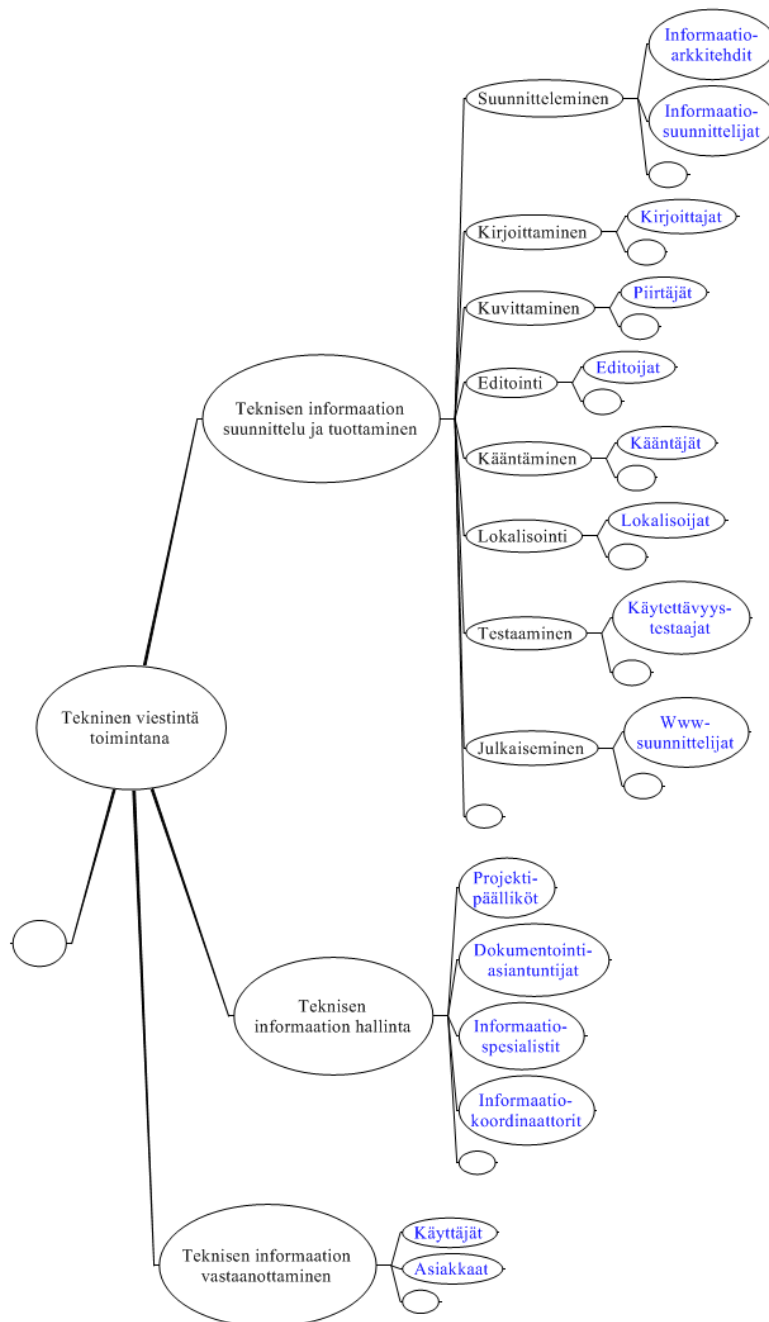 Informaatio-
arkkitehdit
Suunnitteleminen
Informaatio-
suunnittelijat
Kirjoittaminen
Kirjoittajat
Kuvittaminen
Piirtäjät
Teknisen informaation
suunnittelu ja tuottaminen
Editointi
Editoijat
Kääntäminen
Kääntäjät
Lokalisointi
Lokalisoijat
Testaaminen
Käytettävyys-
testaajat
Tekninen viestintä
toimintana
Julkaiseminen
Www-
suunnittelijat
Projekti-
päälliköt
Dokumentointi-
asiantuntijat
Teknisen
informaation hallinta
Informaatio-
spesialistit
Informaatio-
koordinaattorit
Teknisen informaation
vastaanottaminen
Käyttäjät
Asiakkaat